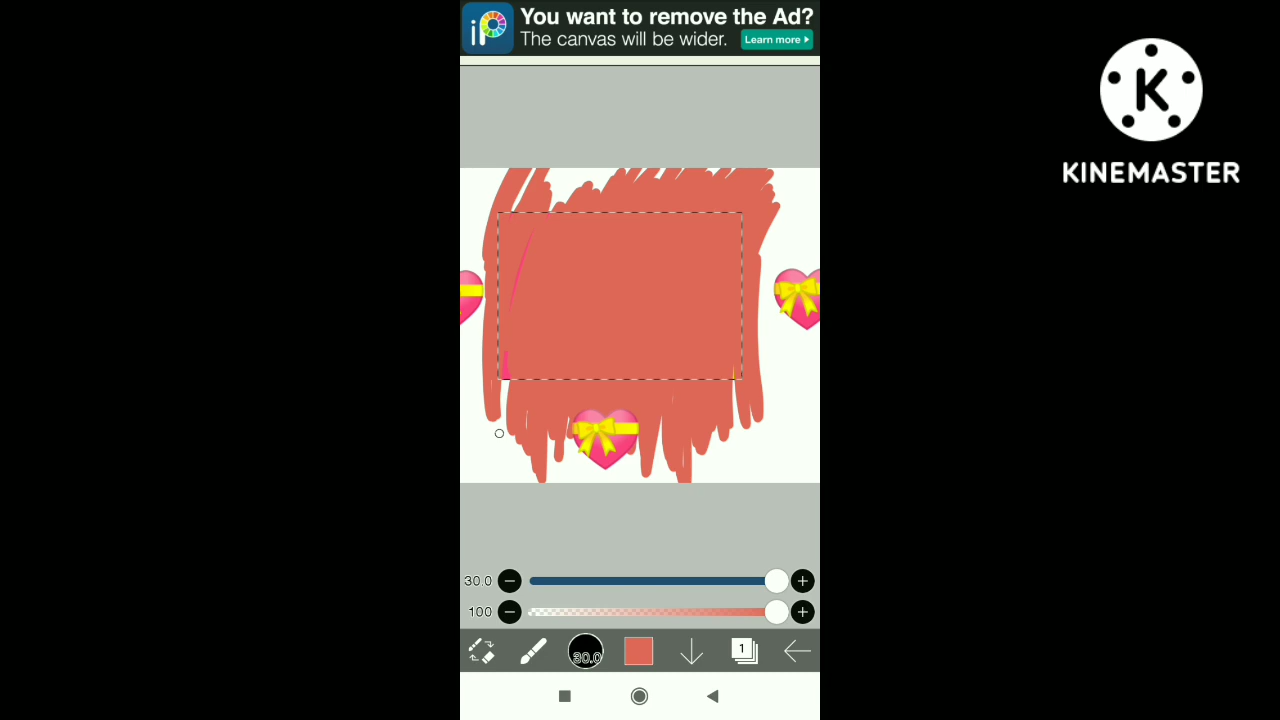 iP
You want to remove the Ad?
The canvas will be wider.
Learn more
K
KINEMASTER
30.0
100
30.0
1